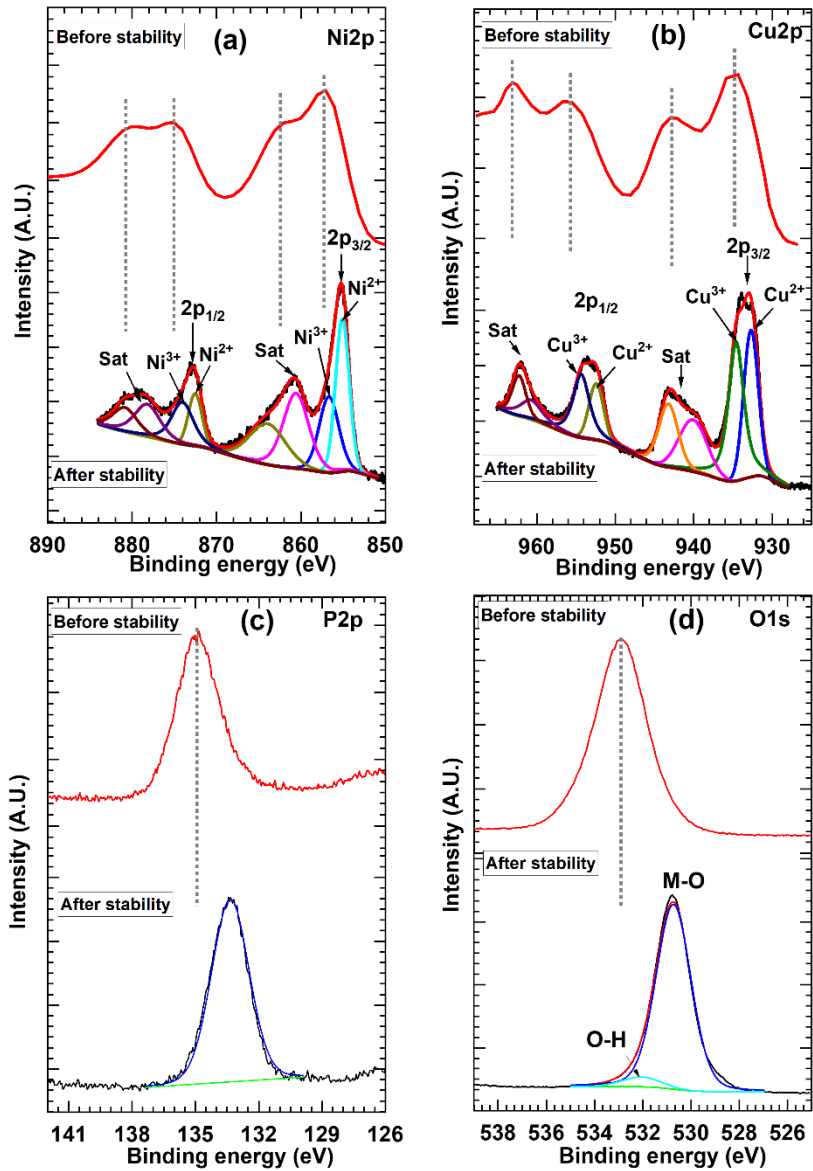 Before stability (a) Ni2p
2p3/2
Ni2+
2p1/2
Ni3+
Sat
Sat Ni3+ Ni2+
After stability
Intensity (A.U.)
890 880 870 860 850
Binding energy (eV)
Before stability (b) Cu2p
2p3/2
Cu3+ Cu2+
2p1/2
Sat Cu3+ Cu2+ Sat
After stability
Intensity (A.U.)
960 950 940 930
Binding energy (eV)
Before stability (c) P2p
After stability
Intensity (A.U.)
141 138 135 132 129 126
Binding energy (eV)
Before stability (d) O1s
After stability
M-O
O-H
Intensity (A.U.)
538 536 534 532 530 528 526
Binding energy (eV)